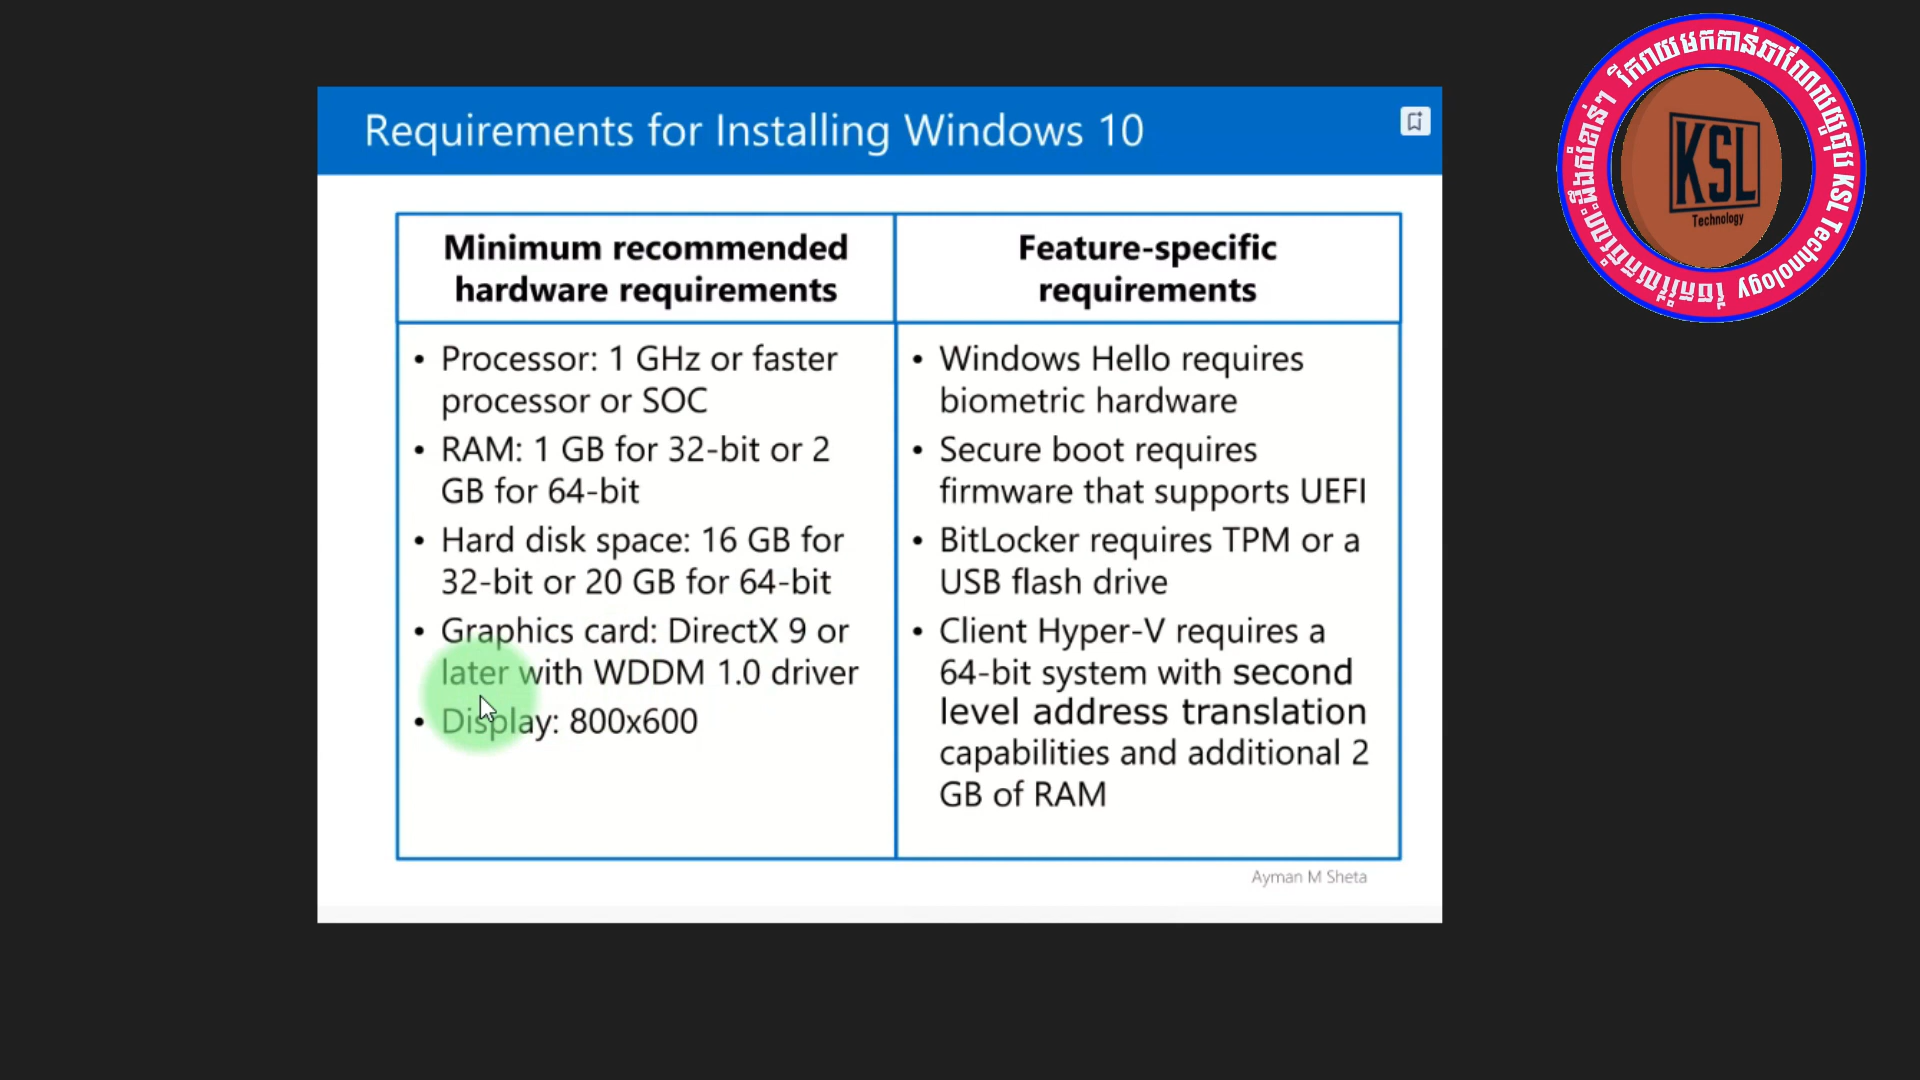 Requirements for Installing Windows 10
Minimum recommended
hardware requirements
Feature-specific
requirements
• Processor: 1 GHz or faster
processor or SOC
• RAM: 1 GB for 32-bit or 2
GB for 64-bit
• Hard disk space: 16 GB for
32-bit or 20 GB for 64-bit
• Graphics card: DirectX 9 or
later with WDDM 1.0 driver
• Display: 800x600
• Windows Hello requires
biometric hardware
• Secure boot requires
firmware that supports UEFI
• BitLocker requires TPM or a
USB flash drive
• Client Hyper-V requires a
64-bit system with second
level address translation
capabilities and additional 2
GB of RAM
Ayman M Sheta
KSL
Technology
KSL Technology